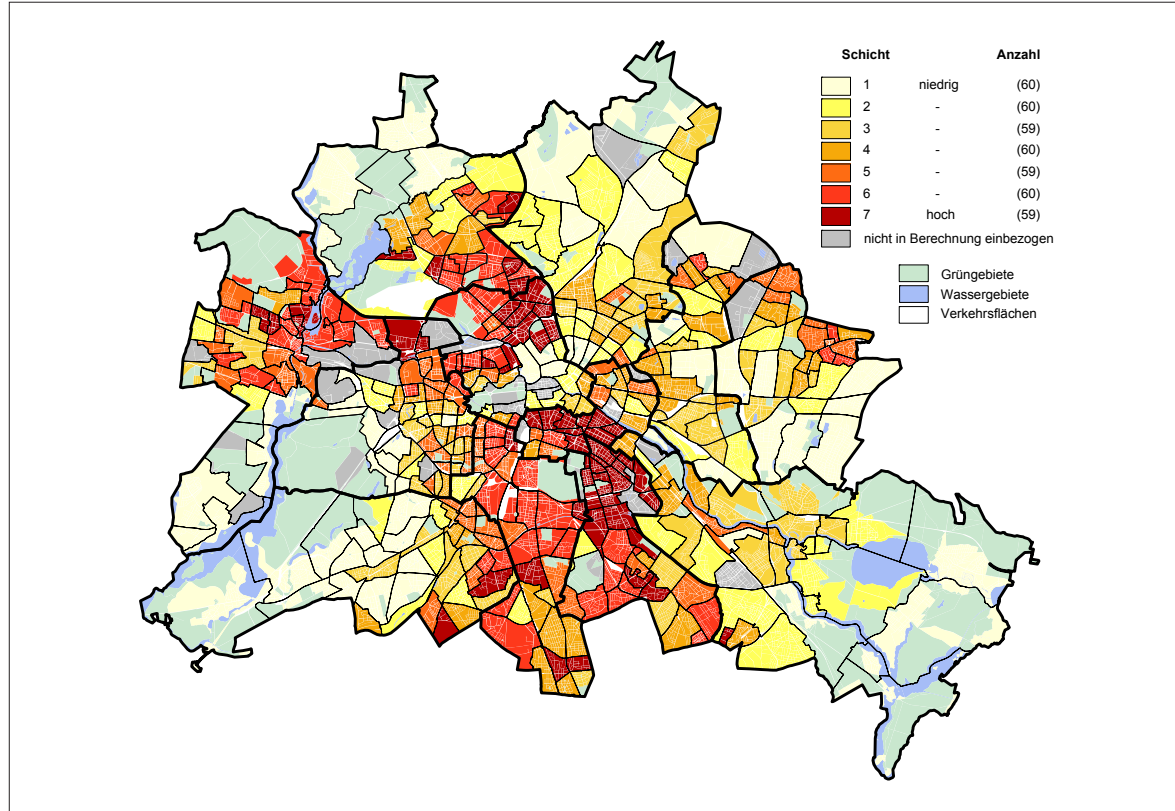 Schicht Anzahl
1 niedrig (60)
2 - (60)
3 - (59)
4 - (60)
5 - (59)
6 - (60)
7 hoch (59)
nicht in Berechnung einbezogen
Grüngebiete
Wassergebiete
Verkehrsflächen